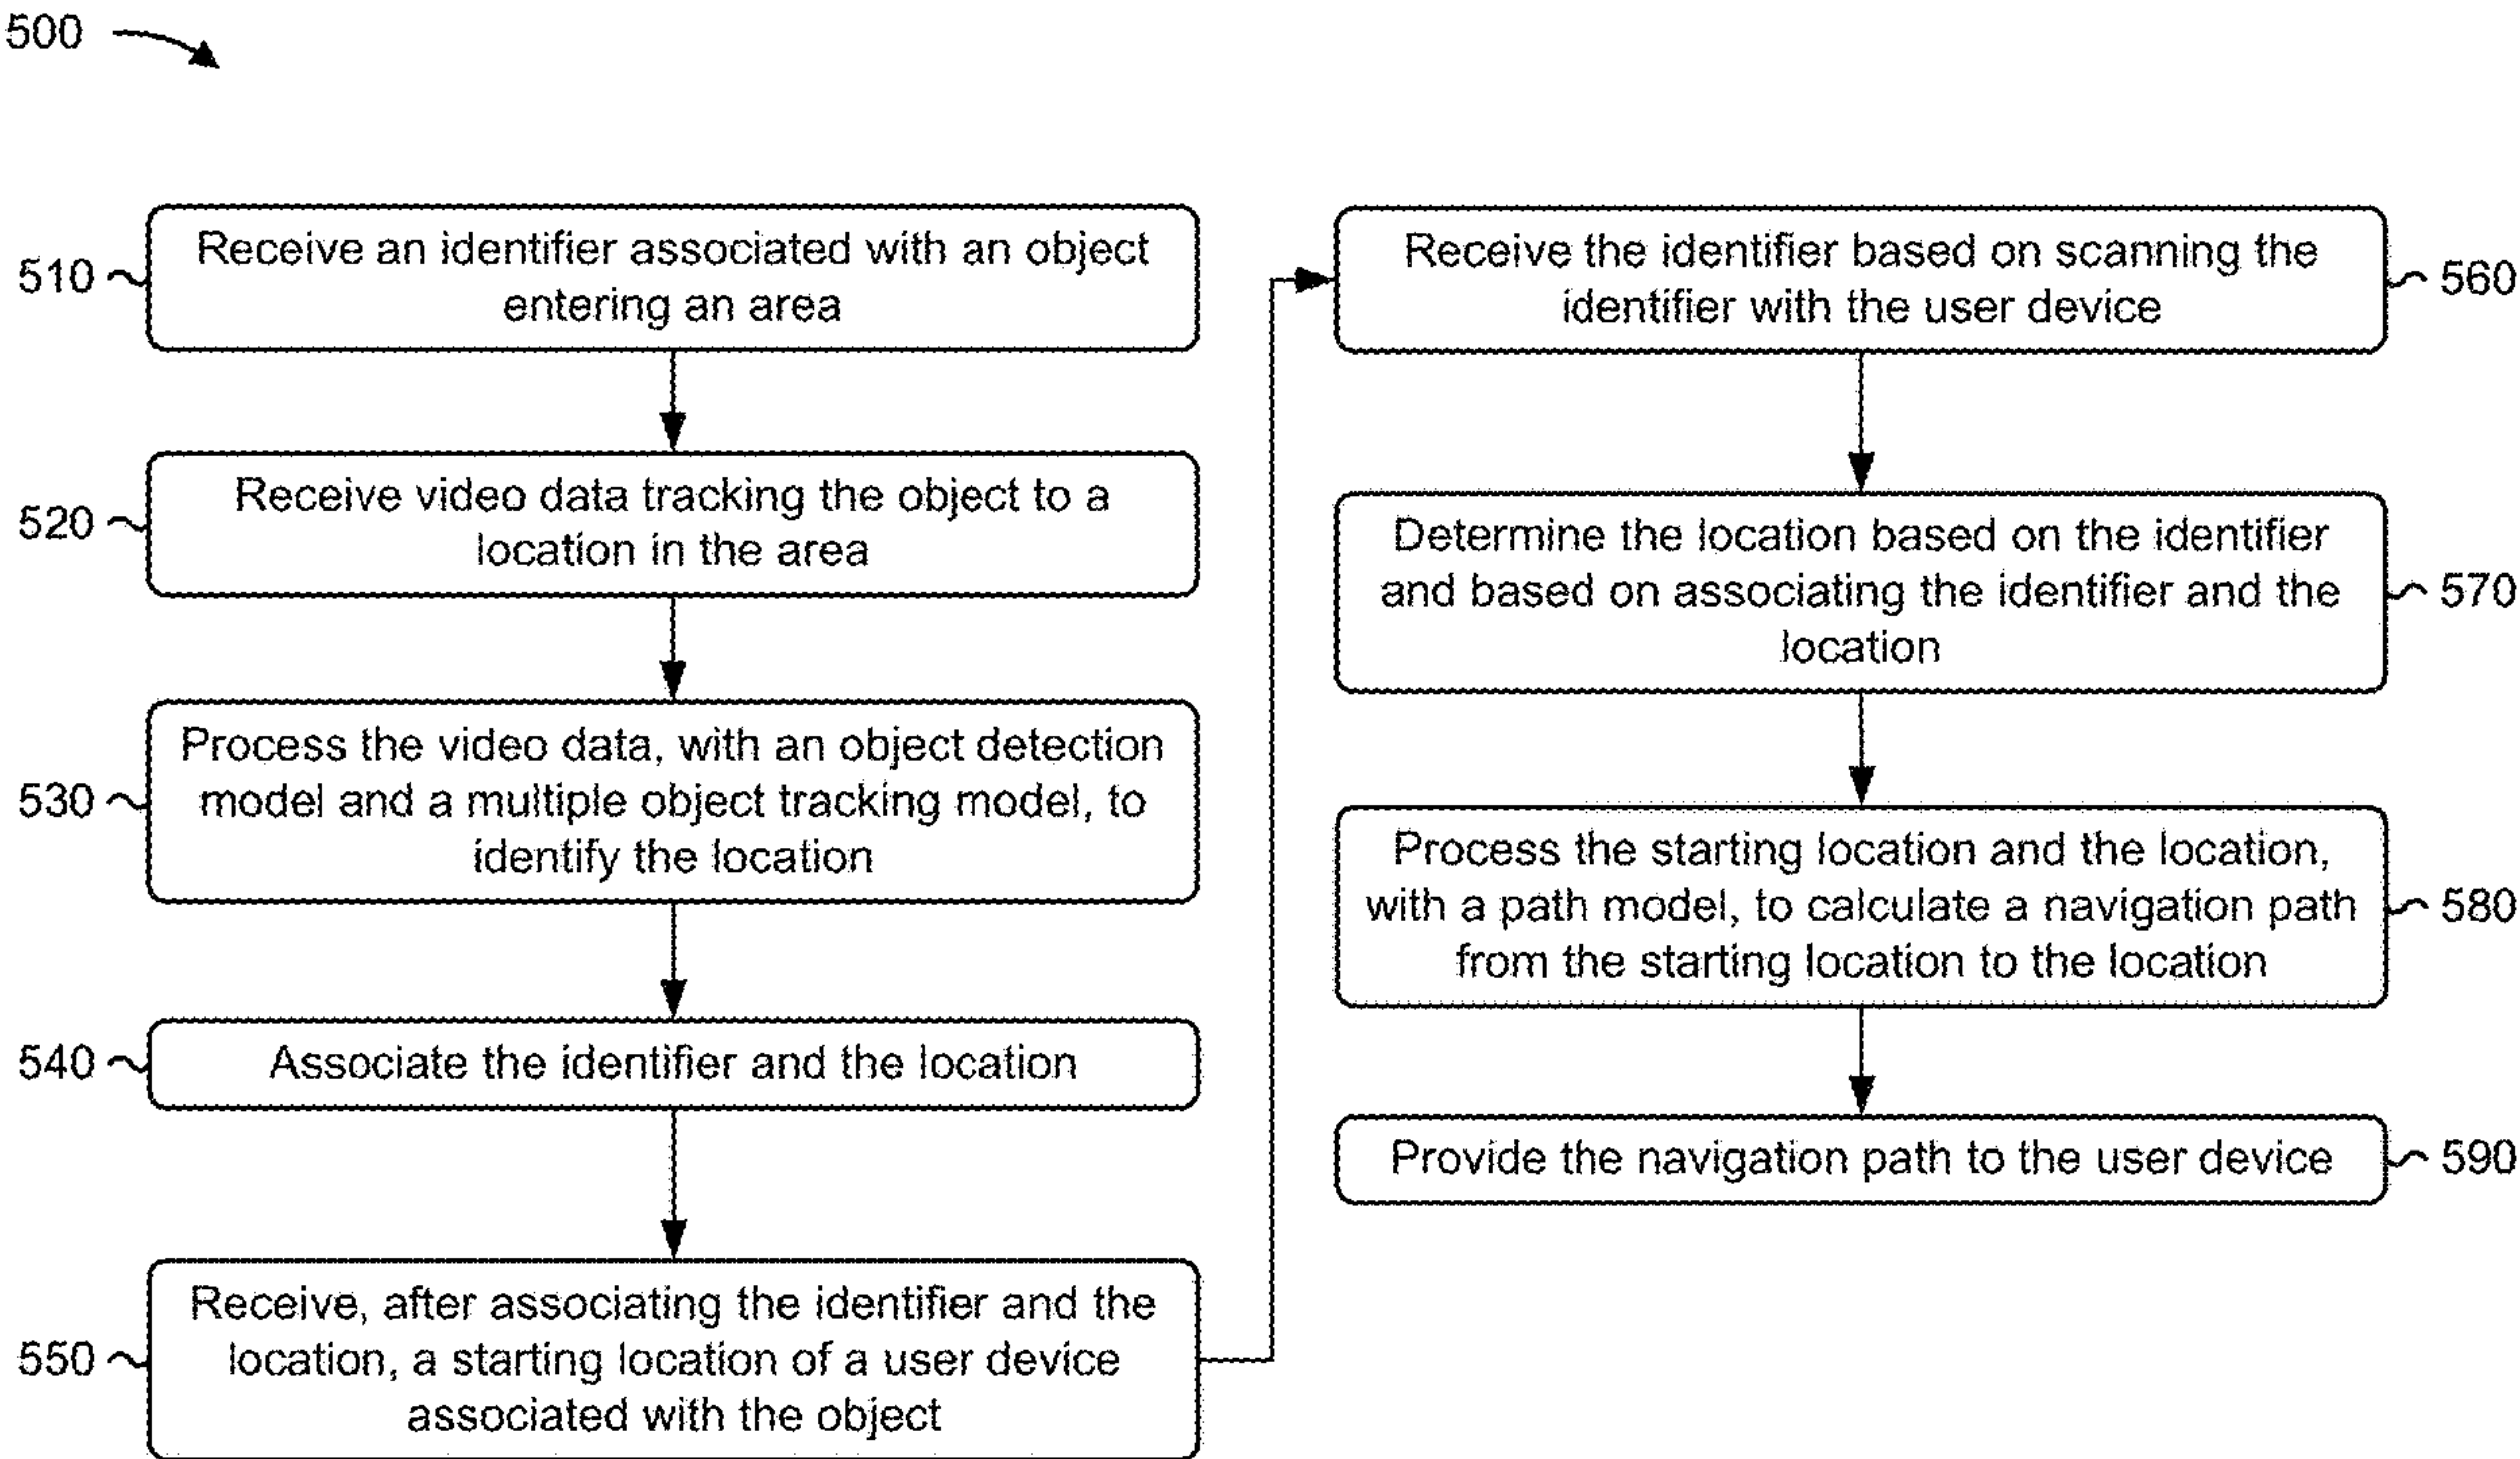 500
510
Receive an identifier associated with an object
entering an area
520
Receive video data tracking the object to a
location in the area
530
Process the video data, with an object detection
model and a multiple object tracking model, to
identify the location
540
Associate the identifier and the location
550
Receive, after associating the identifier and the
location, a starting location of a user device
associated with the object
Receive the identifier based on scanning the
identifier with the user device
560
Determine the location based on the identifier
and based on associating the identifier and the
location
570
Process the starting location and the location,
with a path model, to calculate a navigation path
from the starting location to the location
580
Provide the navigation path to the user device
590